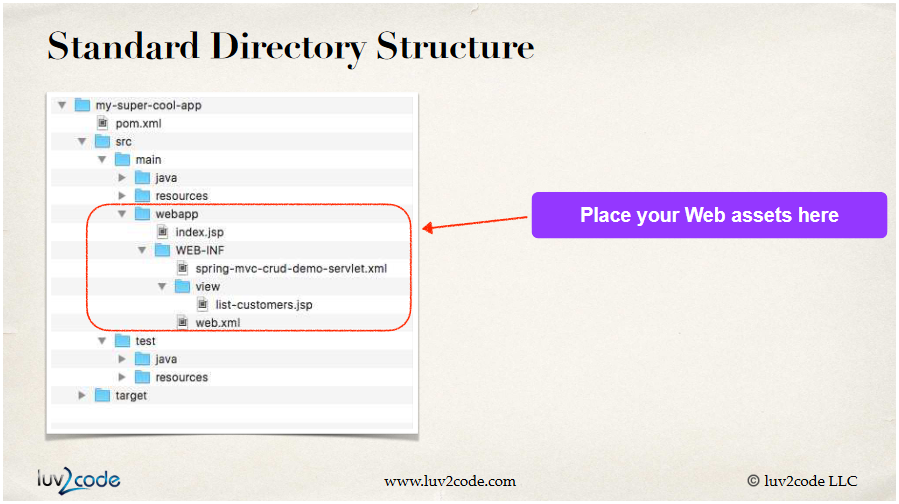 Standard Directory Structure
my-super-cool-app
pom.xml
src
main
java
resources
webapp
index.jsp
WEB-INF
spring-mvc-crud-demo-servlet.xml
view
list-customers.jsp
web.xml
test
java
resources
target
Place your Web assets here
luv2code
www.luv2code.com
© luv2code LLC